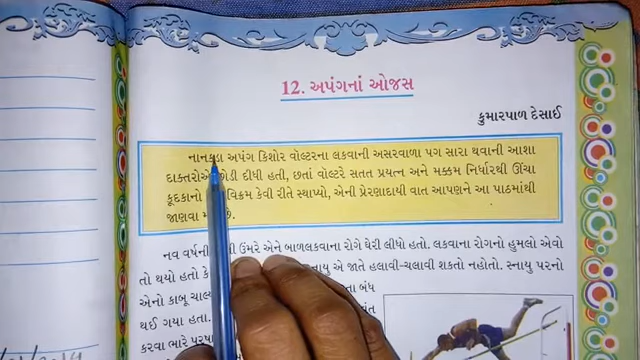 12. અપંગનાં ઓજસ
કુમારપાળ દેસાઈ
નાનકડા અપંગ કિશોર વૉલ્ટરના લકવાની અસરવાળા પગ સારા થવાની આશા
દાક્તરોએ છોડી દીધી હતી, છતાં વૉલ્ટરે સતત પ્રયત્ન અને મક્કમ નિર્ધારથી ઊંચા
કૂદકાનો વિક્રમ કેવી રીતે સ્થાપ્યો, એની પ્રેરણાદાયી વાત આપણને આ પાઠમાંથી
જાણવા છે.
નવ વર્ષની ઉંમરે એને બાળલકવાના રોગે ઘેરી લીધો હતો. લકવાના રોગનો હુમલો એવો
તો થયો હતો કે સ્નાયુ એ જાતે હલાવી-ચલાવી શકતો નહોતો. સ્નાયુ પરનો
એનો કાબૂ બંધ
થઈ ગયા હતા.
કરવા ભારે